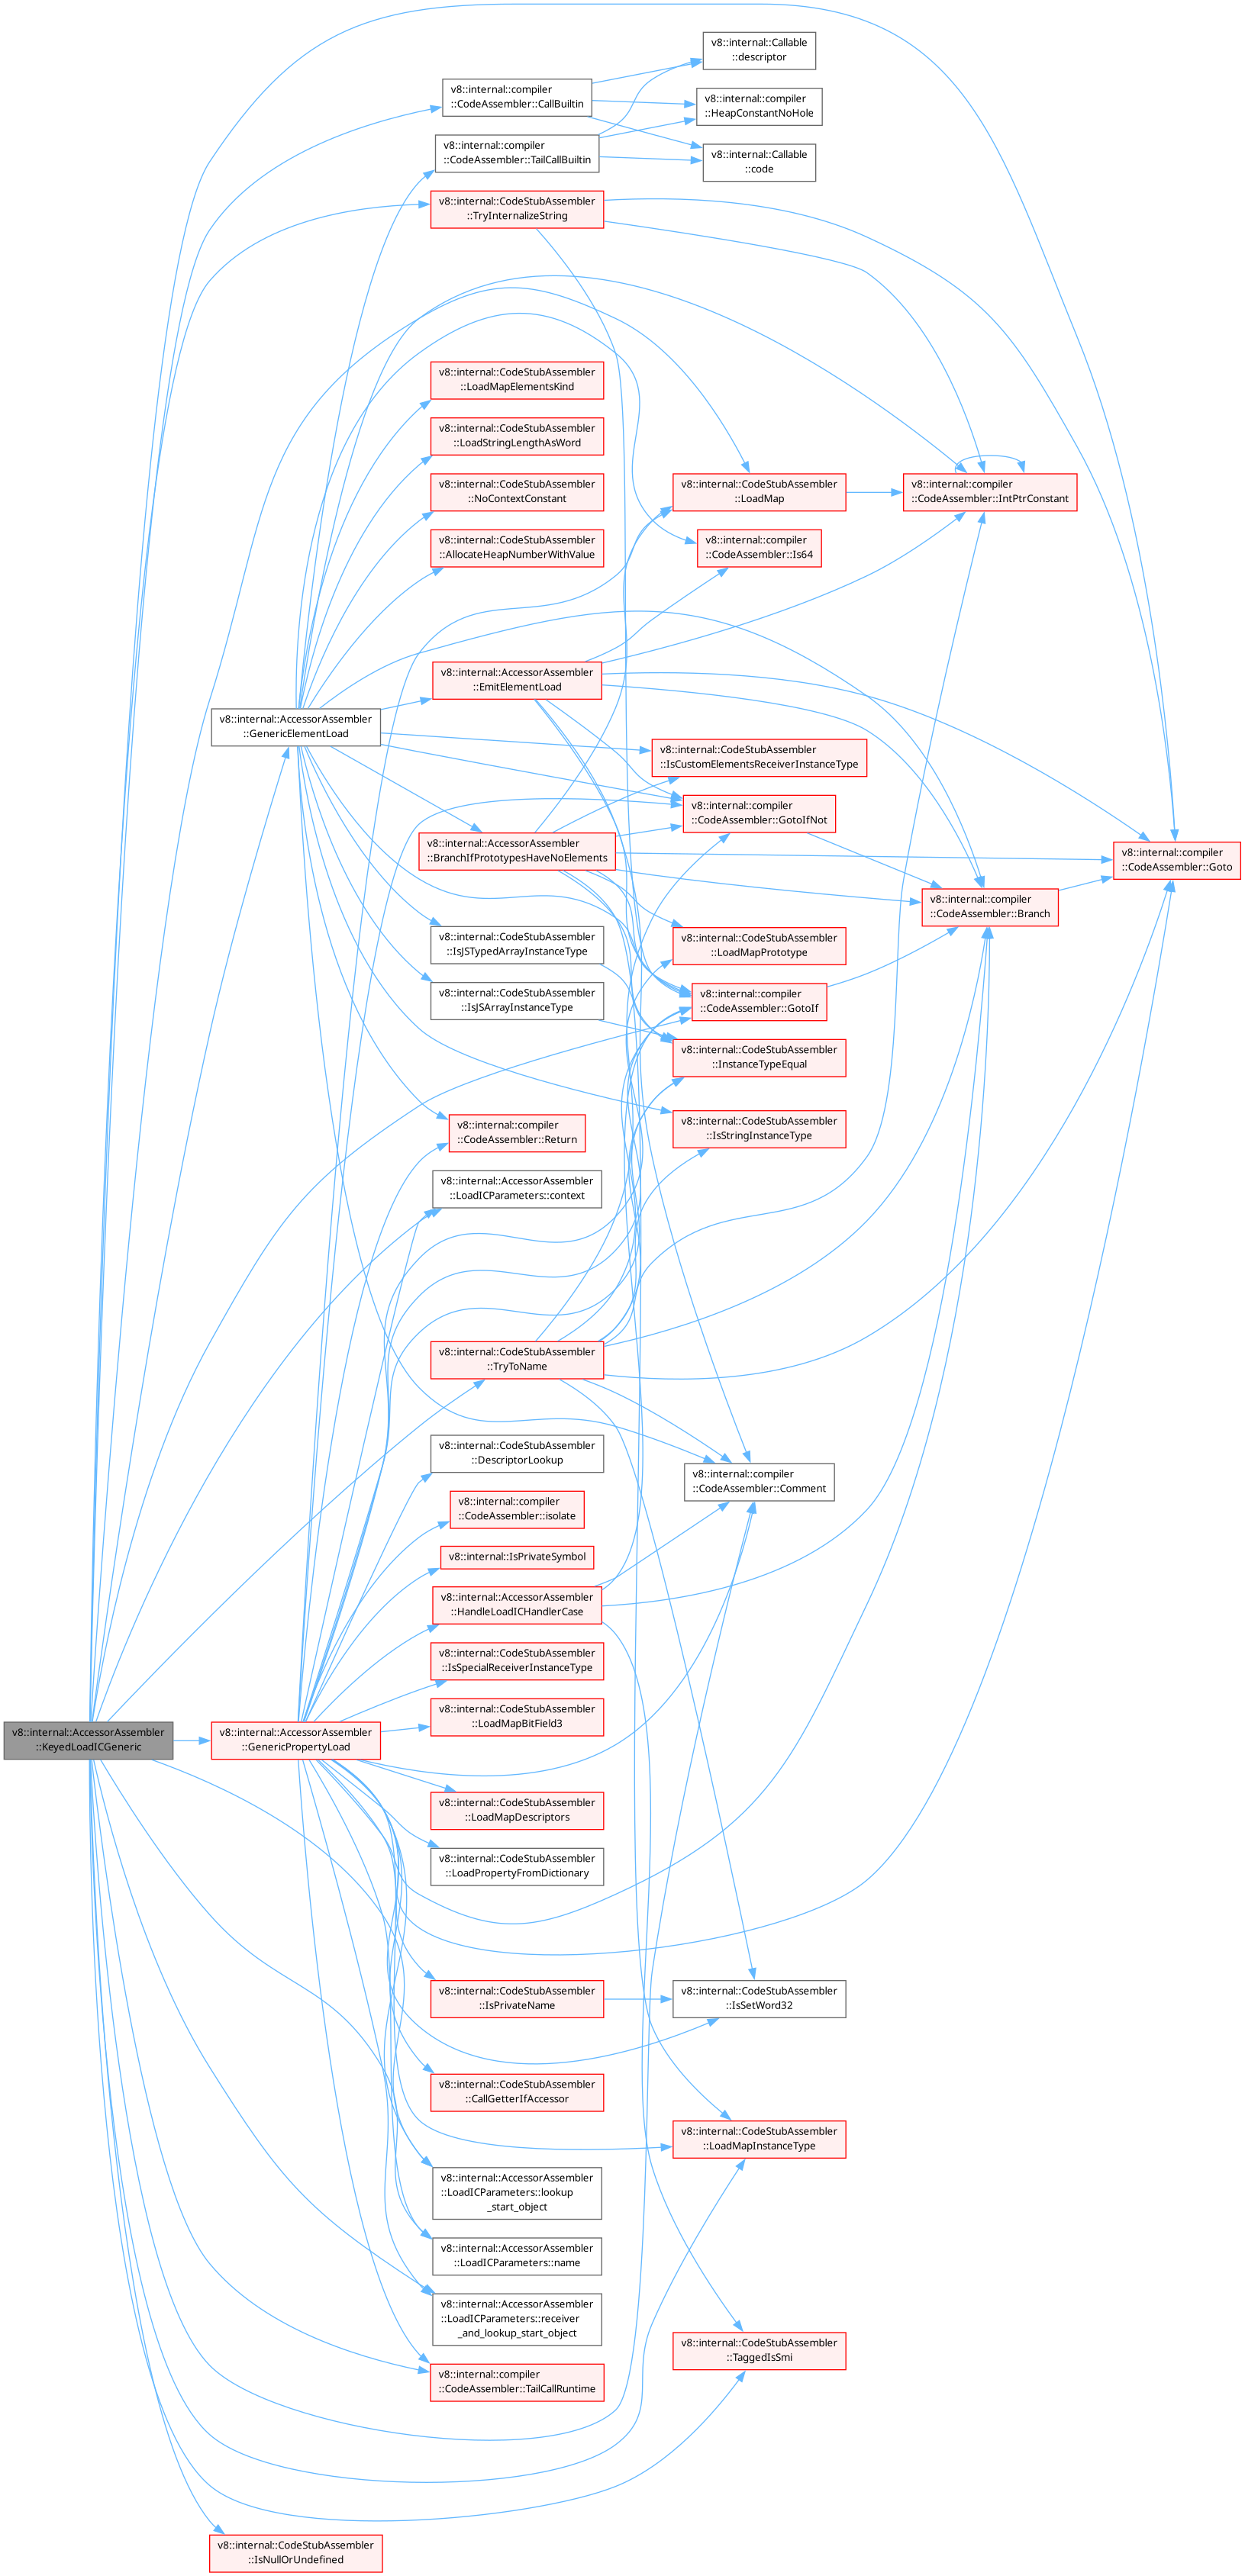 v8::internal::Callable
::descriptor
v8::internal::compiler
::CodeAssembler::CallBuiltin
v8::internal::compiler
::HeapConstantNoHole
v8::internal::compiler
::CodeAssembler::TailCallBuiltin
v8::internal::Callable
::code
v8::internal::CodeStubAssembler
::TryInternalizeString
v8::internal::CodeStubAssembler
::LoadMapElementsKind
v8::internal::CodeStubAssembler
::LoadStringLengthAsWord
v8::internal::CodeStubAssembler
::NoContextConstant
v8::internal::CodeStubAssembler
::LoadMap
v8::internal::compiler
::CodeAssembler::IntPtrConstant
v8::internal::CodeStubAssembler
::AllocateHeapNumberWithValue
v8::internal::compiler
::CodeAssembler::Is64
v8::internal::AccessorAssembler
::EmitElementLoad
v8::internal::AccessorAssembler
::GenericElementLoad
v8::internal::CodeStubAssembler
::IsCustomElementsReceiverInstanceType
v8::internal::compiler
::CodeAssembler::GotoIfNot
v8::internal::AccessorAssembler
::BranchIfPrototypesHaveNoElements
v8::internal::compiler
::CodeAssembler::Goto
v8::internal::compiler
::CodeAssembler::Branch
v8::internal::CodeStubAssembler
::IsJSTypedArrayInstanceType
v8::internal::CodeStubAssembler
::LoadMapPrototype
v8::internal::CodeStubAssembler
::IsJSArrayInstanceType
v8::internal::compiler
::CodeAssembler::GotoIf
v8::internal::CodeStubAssembler
::InstanceTypeEqual
v8::internal::compiler
::CodeAssembler::Return
v8::internal::CodeStubAssembler
::IsStringInstanceType
v8::internal::AccessorAssembler
::LoadICParameters::context
v8::internal::CodeStubAssembler
::TryToName
v8::internal::CodeStubAssembler
::DescriptorLookup
v8::internal::compiler
::CodeAssembler::Comment
v8::internal::compiler
::CodeAssembler::isolate
v8::internal::IsPrivateSymbol
v8::internal::AccessorAssembler
::HandleLoadICHandlerCase
v8::internal::CodeStubAssembler
::IsSpecialReceiverInstanceType
v8::internal::CodeStubAssembler
::LoadMapBitField3
v8::internal::AccessorAssembler
::KeyedLoadICGeneric
v8::internal::AccessorAssembler
::GenericPropertyLoad
v8::internal::CodeStubAssembler
::LoadMapDescriptors
v8::internal::CodeStubAssembler
::LoadPropertyFromDictionary
v8::internal::CodeStubAssembler
::IsPrivateName
v8::internal::CodeStubAssembler
::IsSetWord32
v8::internal::CodeStubAssembler
::CallGetterIfAccessor
v8::internal::CodeStubAssembler
::LoadMapInstanceType
v8::internal::AccessorAssembler
::LoadICParameters::lookup
_start_object
v8::internal::AccessorAssembler
::LoadICParameters::name
v8::internal::AccessorAssembler
::LoadICParameters::receiver
_and_lookup_start_object
v8::internal::CodeStubAssembler
::TaggedIsSmi
v8::internal::compiler
::CodeAssembler::TailCallRuntime
v8::internal::CodeStubAssembler
::IsNullOrUndefined